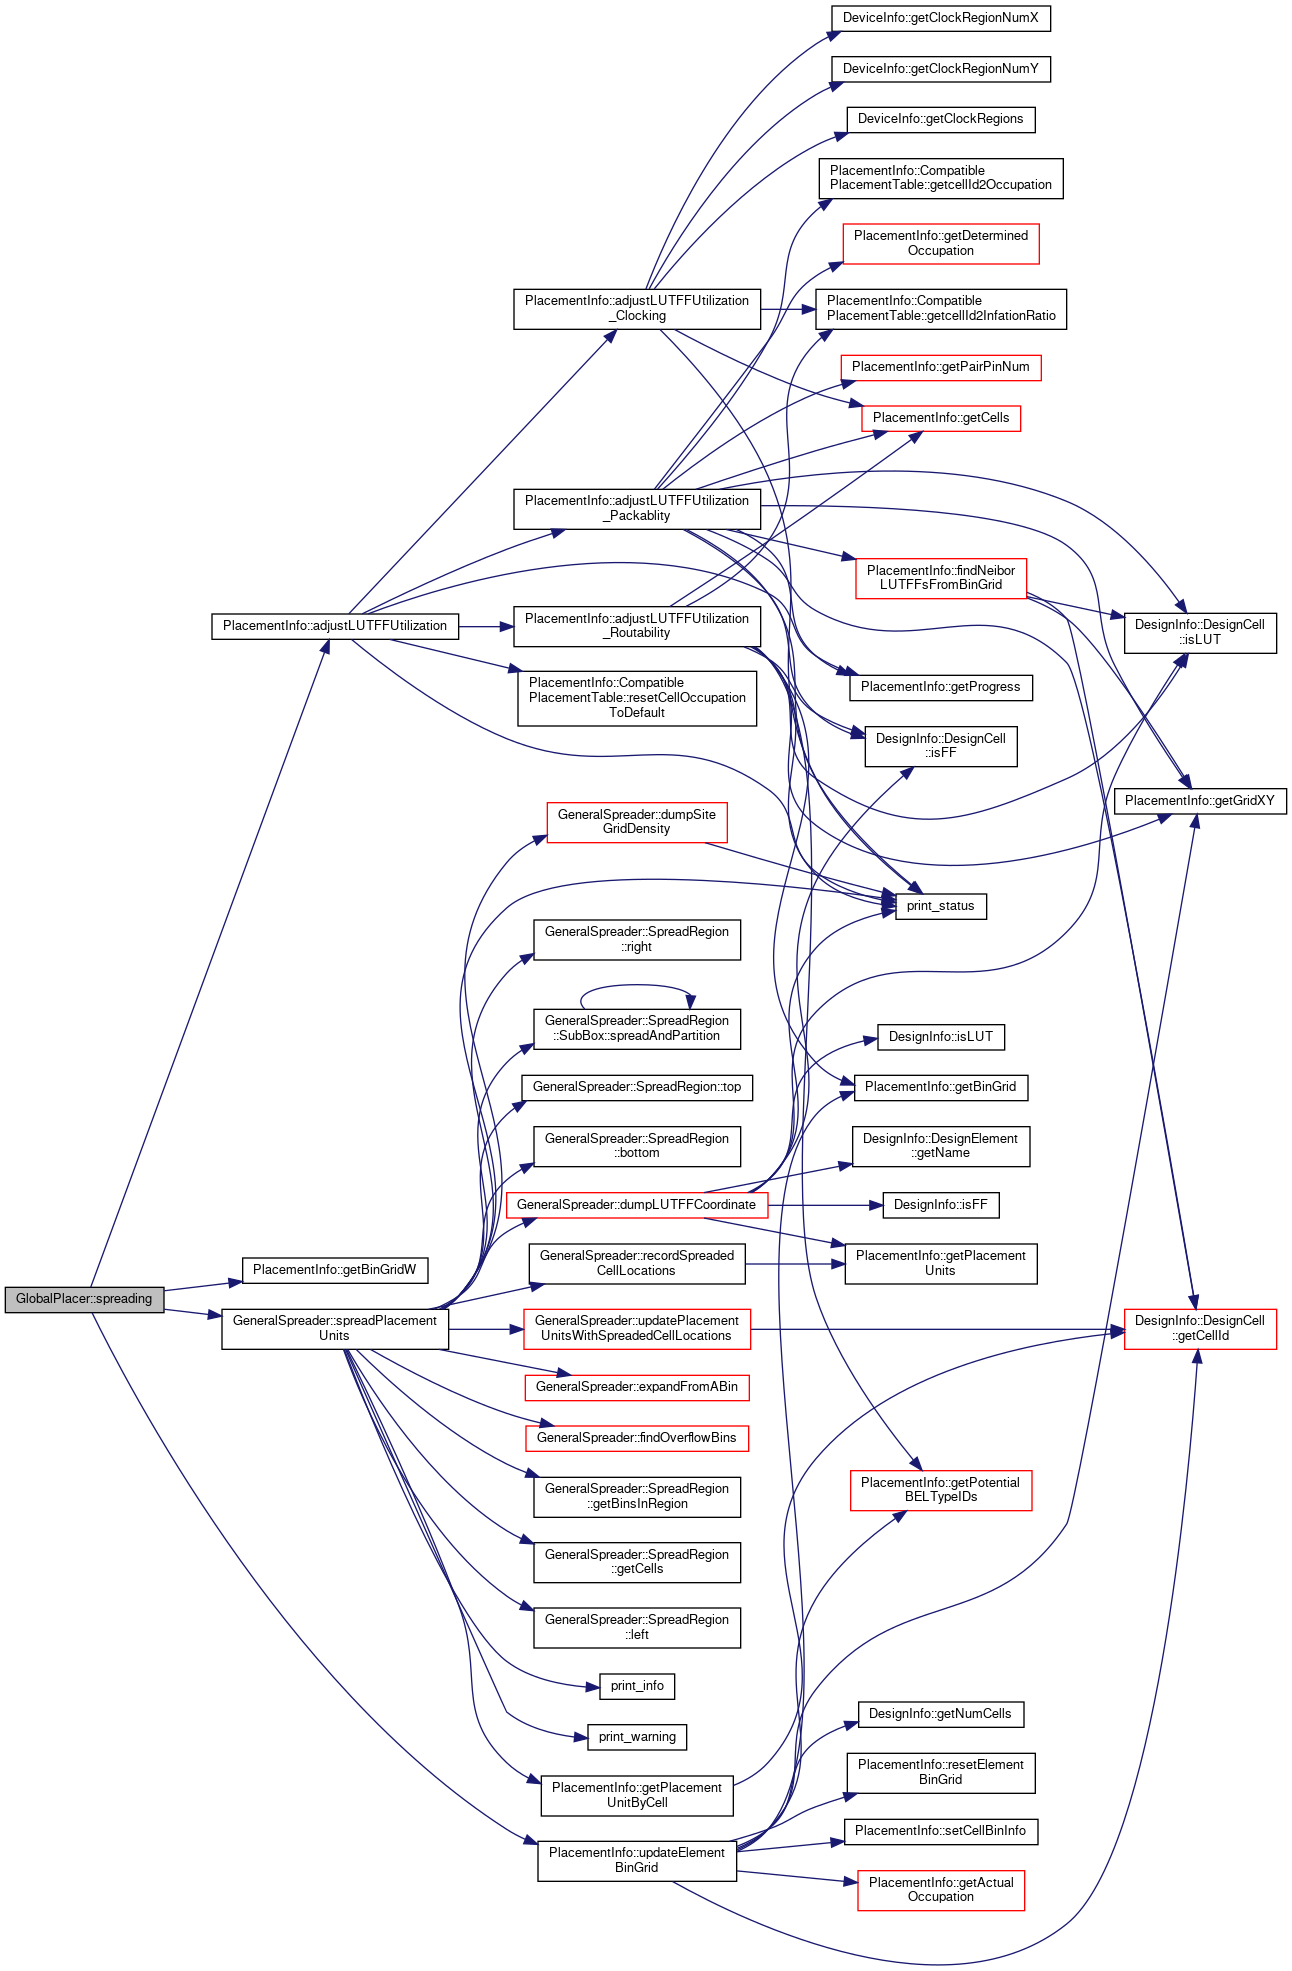 DeviceInfo::getClockRegionNumX
DeviceInfo::getClockRegionNumY
DeviceInfo::getClockRegions
PlacementInfo::Compatible
PlacementTable::getcellId2Occupation
PlacementInfo::getDetermined
Occupation
PlacementInfo::adjustLUTFFUtilization
_Clocking
PlacementInfo::Compatible
PlacementTable::getcellId2InfationRatio
PlacementInfo::getPairPinNum
PlacementInfo::getCells
PlacementInfo::adjustLUTFFUtilization
_Packablity
PlacementInfo::findNeibor
LUTFFsFromBinGrid
PlacementInfo::adjustLUTFFUtilization
PlacementInfo::adjustLUTFFUtilization
_Routability
DesignInfo::DesignCell
::isLUT
PlacementInfo::Compatible
PlacementTable::resetCellOccupation
ToDefault
PlacementInfo::getProgress
DesignInfo::DesignCell
::isFF
PlacementInfo::getGridXY
GeneralSpreader::dumpSite
GridDensity
print_status
GeneralSpreader::SpreadRegion
::right
GeneralSpreader::SpreadRegion
::SubBox::spreadAndPartition
DesignInfo::isLUT
GeneralSpreader::SpreadRegion::top
PlacementInfo::getBinGrid
GeneralSpreader::SpreadRegion
::bottom
DesignInfo::DesignElement
::getName
GeneralSpreader::dumpLUTFFCoordinate
DesignInfo::isFF
PlacementInfo::getBinGridW
GeneralSpreader::recordSpreaded
CellLocations
PlacementInfo::getPlacement
Units
GlobalPlacer::spreading
GeneralSpreader::spreadPlacement
Units
GeneralSpreader::updatePlacement
UnitsWithSpreadedCellLocations
DesignInfo::DesignCell
::getCellId
GeneralSpreader::expandFromABin
GeneralSpreader::findOverflowBins
GeneralSpreader::SpreadRegion
::getBinsInRegion
PlacementInfo::getPotential
BELTypeIDs
GeneralSpreader::SpreadRegion
::getCells
GeneralSpreader::SpreadRegion
::left
print_info
DesignInfo::getNumCells
print_warning
PlacementInfo::resetElement
BinGrid
PlacementInfo::getPlacement
UnitByCell
PlacementInfo::setCellBinInfo
PlacementInfo::updateElement
BinGrid
PlacementInfo::getActual
Occupation